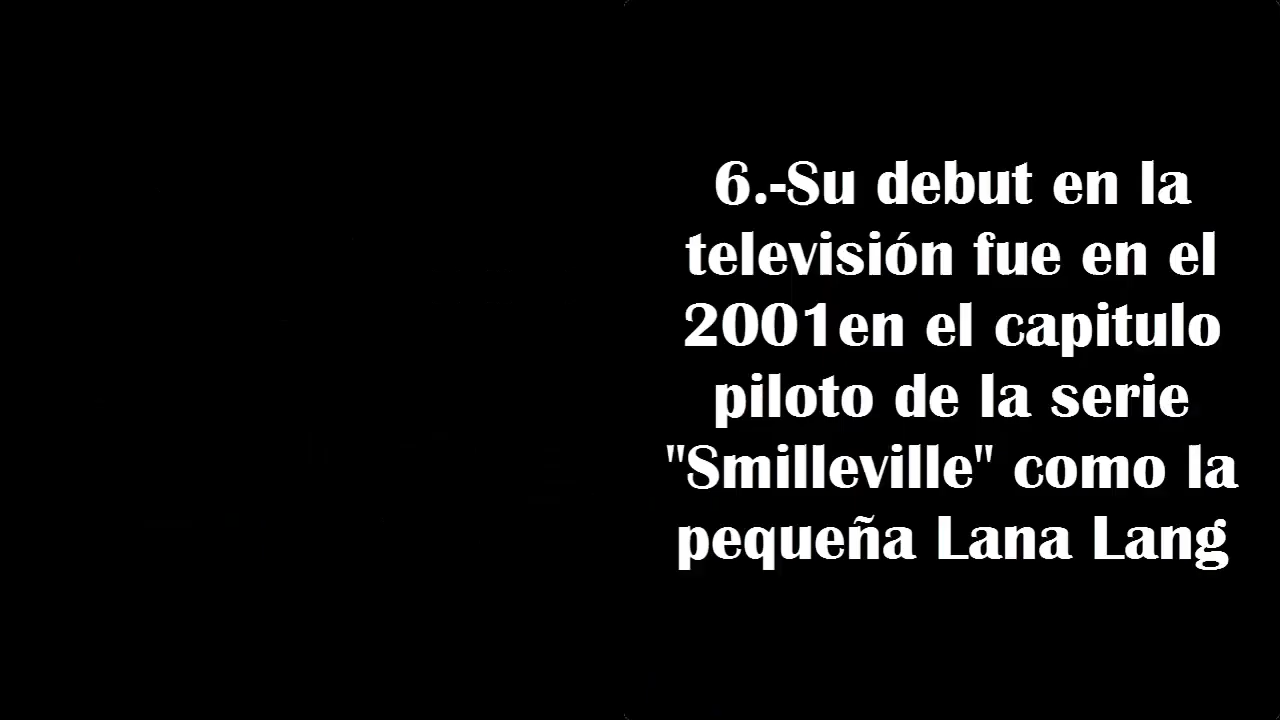 6.-Su debut en la
televisión fue en el
2001en el capitulo
piloto de la serie
"Smilleville" como la
pequeña Lana Lang